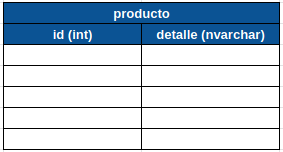 producto
id (int) detalle (nvarchar)